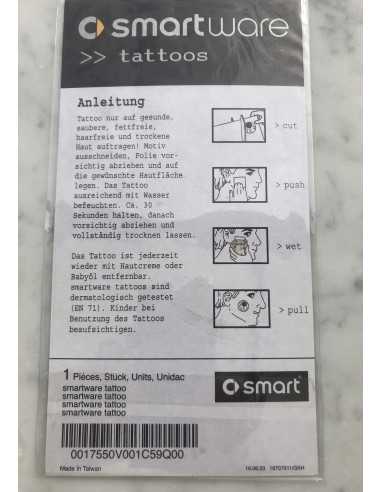 smartware
>> tattoos
Anleitung
Tattoo nur auf gesunde,
saubere, fettfreie,
haarfreie und trockene
Haut auftragen! Motiv
ausschneiden, Folie vor-
sichtig abziehen und auf
die gewünschte Hautfläche
legen. Das Tattoo
ausreichend mit Wasser
befeuchten. Ca. 30
Sekunden halten, danach
vorsichtig abziehen und
vollständig trocknen lassen.
Das Tattoo ist jederzeit
wieder mit Hautcreme oder
Babyöl entfernbar.
smartware tattoos sind
dermatologisch getestet
(EN 71). Kinder bei
Benutzung des Tattoos
beaufsichtigen.
> cut
> push
> wet
> pull
1 Pièces, Stück, Units, Unidac
smartware tattoo
smartware tattoo
smartware tattoo
smartware tattoo
smart
0017550V001C59Q00
Made in Taiwan